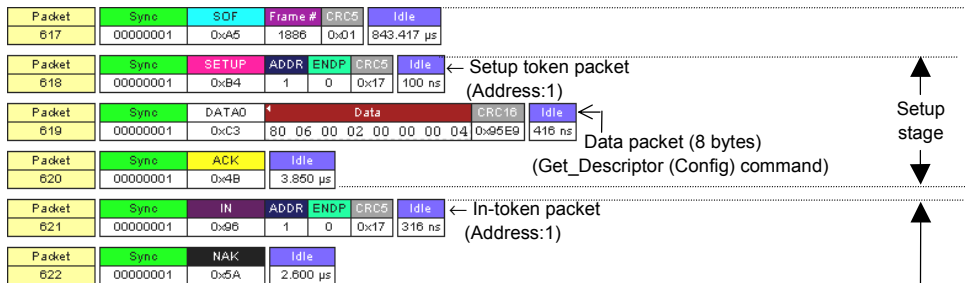 Packet Sync SOF Frame # CRC5 Idle
617 00000001 0xA5 1886 0x01 843.417 µs
Packet Sync SETUP ADDR ENDP CRC5 Idle ← Setup token packet
618 00000001 0xB4 1 0 0x17 100 ns (Address:1)
Packet Sync DATA0 Data CRC16 Idle
619 00000001 0xC3 80 06 00 02 00 00 00 04 0x95E9 416 ns
Data packet (8 bytes)
(Get_Descriptor (Config) command)
Setup
stage
Packet Sync ACK Idle
620 00000001 0x4B 3.850 µs
Packet Sync IN ADDR ENDP CRC5 Idle ← In-token packet
621 00000001 0x96 1 0 0x17 316 ns (Address:1)
Packet Sync NAK Idle
622 00000001 0x5A 2.600 µs